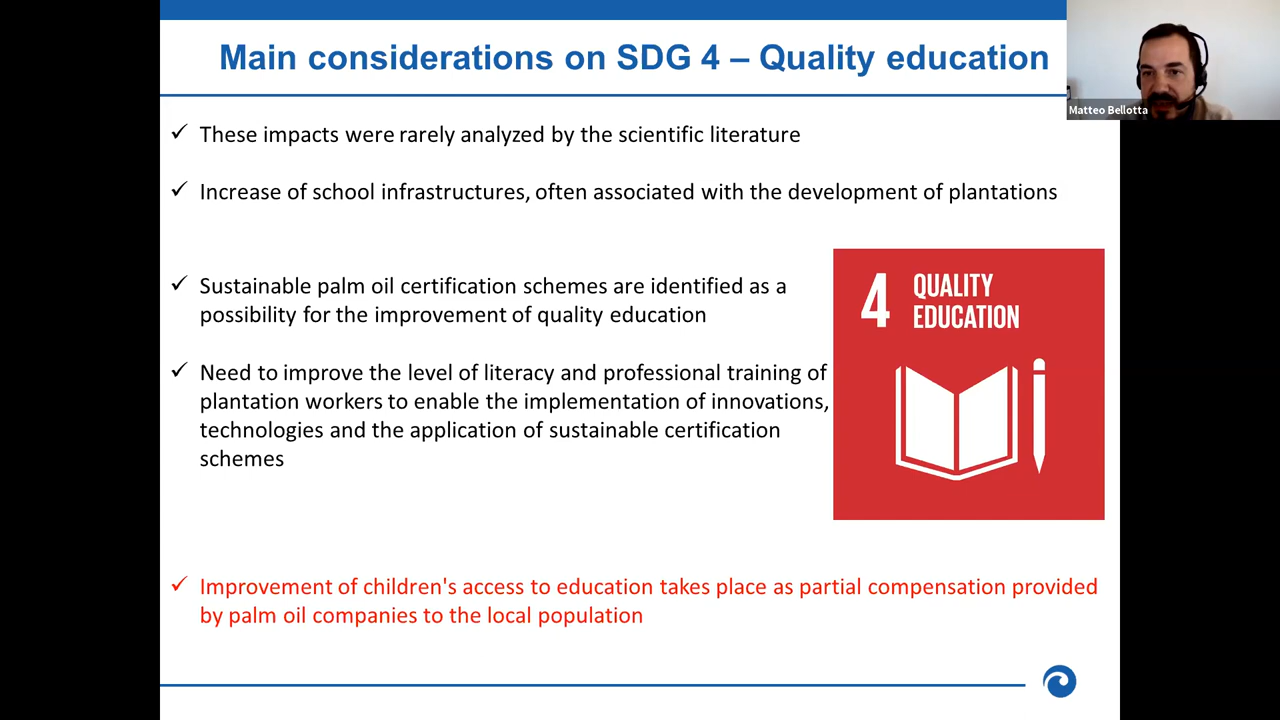 Main considerations on SDG 4 – Quality education
Matteo Bellotta
✓ These impacts were rarely analyzed by the scientific literature
✓ Increase of school infrastructures, often associated with the development of plantations
✓ Sustainable palm oil certification schemes are identified as a
possibility for the improvement of quality education
✓ Need to improve the level of literacy and professional training of
plantation workers to enable the implementation of innovations,
technologies and the application of sustainable certification
schemes
4 QUALITY
EDUCATION
✓ Improvement of children's access to education takes place as partial compensation provided
by palm oil companies to the local population